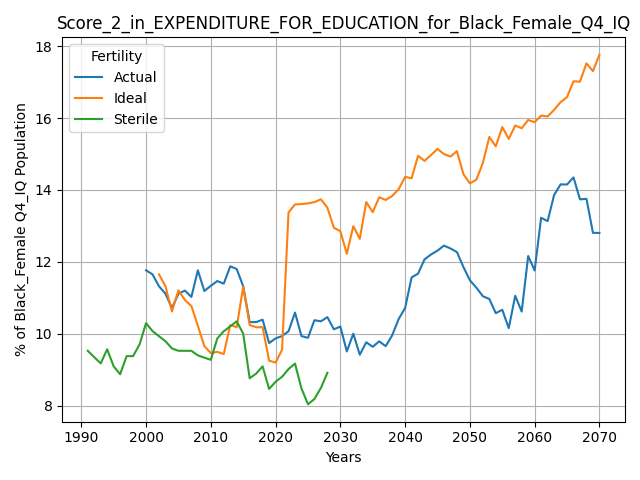 Score_2_in_EXPENDITURE_FOR_EDUCATION_for_Black_Female_Q4_IQ
Fertility
Actual
Ideal
Sterile
% of Black_Female Q4_IQ Population
18
16
14
12
10
8
1990 2000 2010 2020 2030 2040 2050 2060 2070
Years